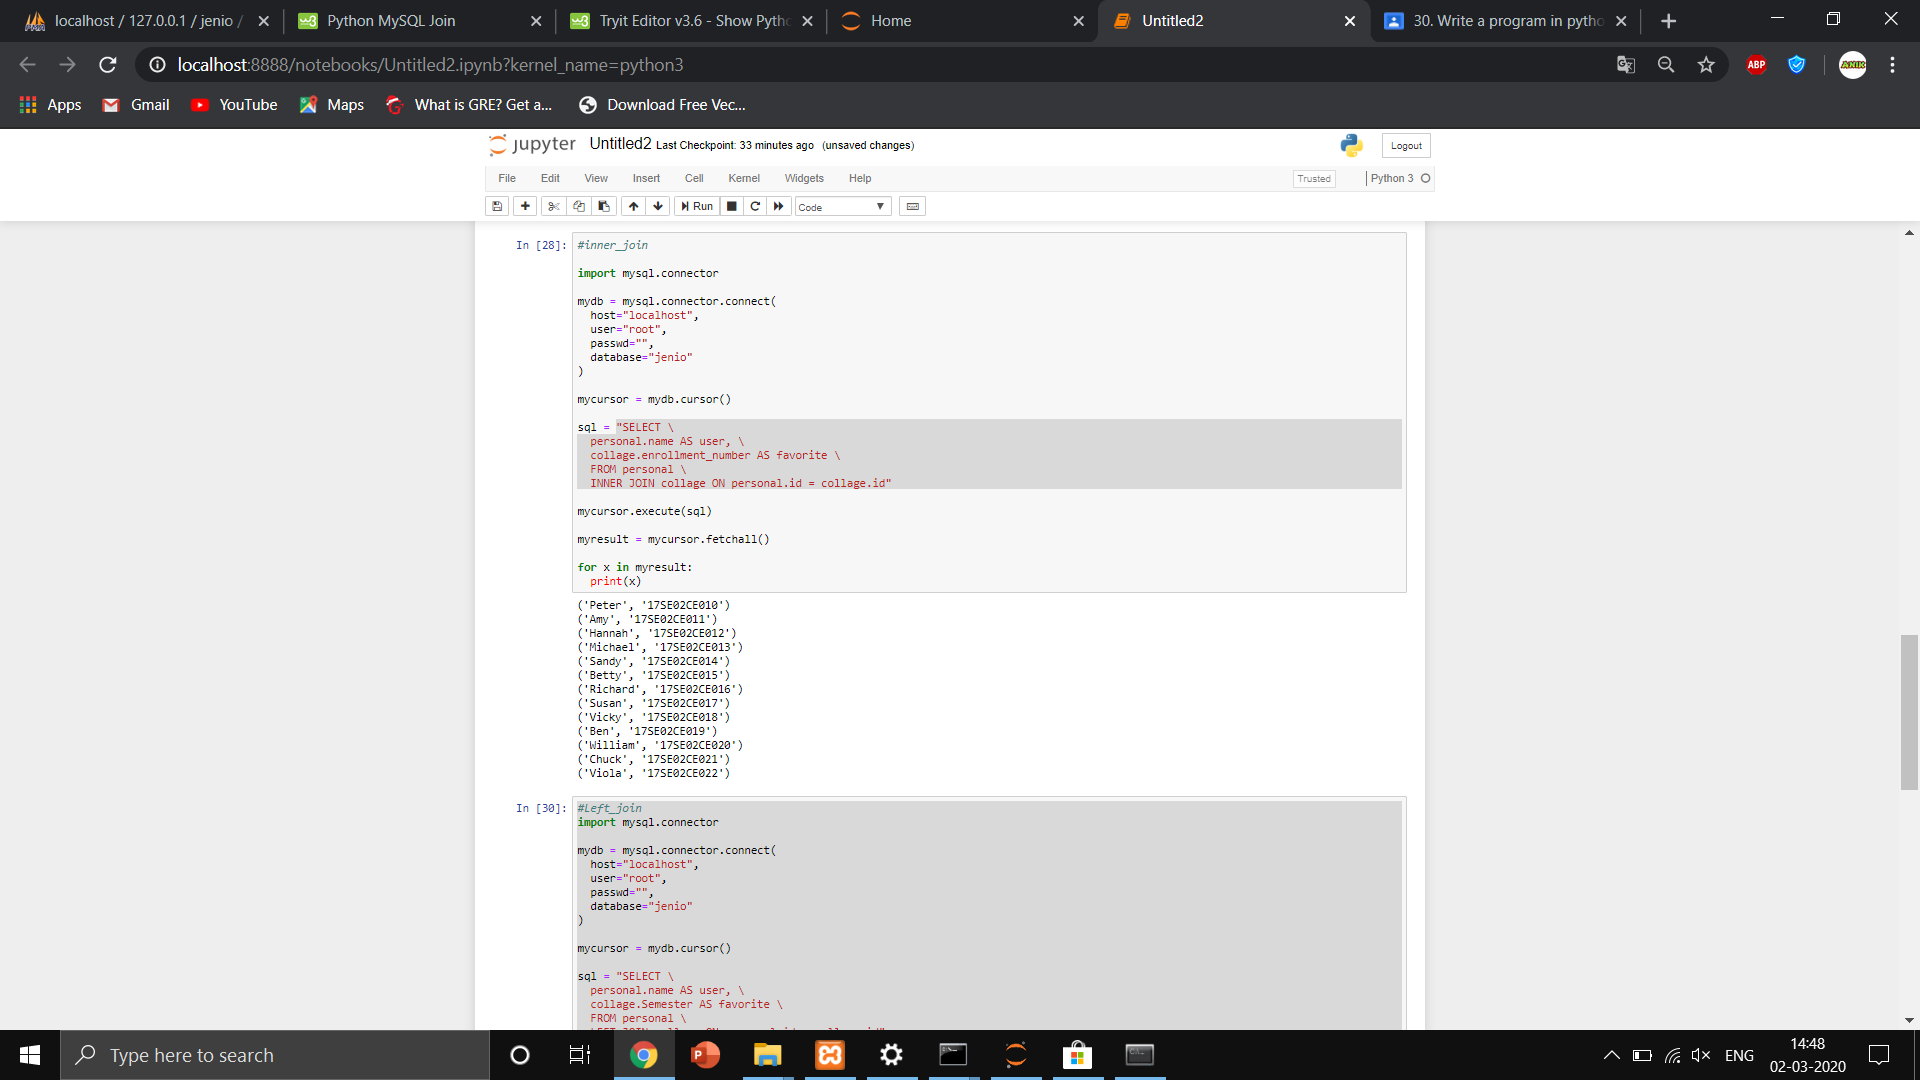 localhost / 127.0.0.1 / jenio /
Python MySQL Join
Tryit Editor v3.6 - Show Pytho
Home
Untitled2
30. Write a program in pytho
localhost:8888/notebooks/Untitled2.ipynb?kernel_name=python3
ABP
ANIK
Apps
Gmail
YouTube
Maps
What is GRE? Get a...
Download Free Vec...
jupyter
Untitled2 Last Checkpoint: 33 minutes ago (unsaved changes)
Logout
File Edit View Insert Cell Kernel Widgets Help
Trusted
Python 3
Run
Code
In [28]: #inner_join
import mysql.connector
mydb = mysql.connector.connect(
host="localhost",
user="root",
passwd="",
database="jenio"
)
mycursor = mydb.cursor()
sql = "SELECT \
personal.name AS user, \
collage.enrollment_number AS favorite \
FROM personal \
INNER JOIN collage ON personal.id = collage.id"
mycursor.execute(sql)
myresult = mycursor.fetchall()
for x in myresult:
print(x)
('Peter', '17SE02CE010')
('Amy', '17SE02CE011')
('Hannah', '17SE02CE012')
('Michael', '17SE02CE013')
('Sandy', '17SE02CE014')
('Betty', '17SE02CE015')
('Richard', '17SE02CE016')
('Susan', '17SE02CE017')
('Vicky', '17SE02CE018')
('Ben', '17SE02CE019')
('William', '17SE02CE020')
('Chuck', '17SE02CE021')
('Viola', '17SE02CE022')
In [30]: #Left_join
import mysql.connector
mydb = mysql.connector.connect(
host="localhost",
user="root",
passwd="",
database="jenio"
)
mycursor = mydb.cursor()
sql = "SELECT \
personal.name AS user, \
collage.Semester AS favorite \
FROM personal \
Type here to search
ENG
14:48
02-03-2020